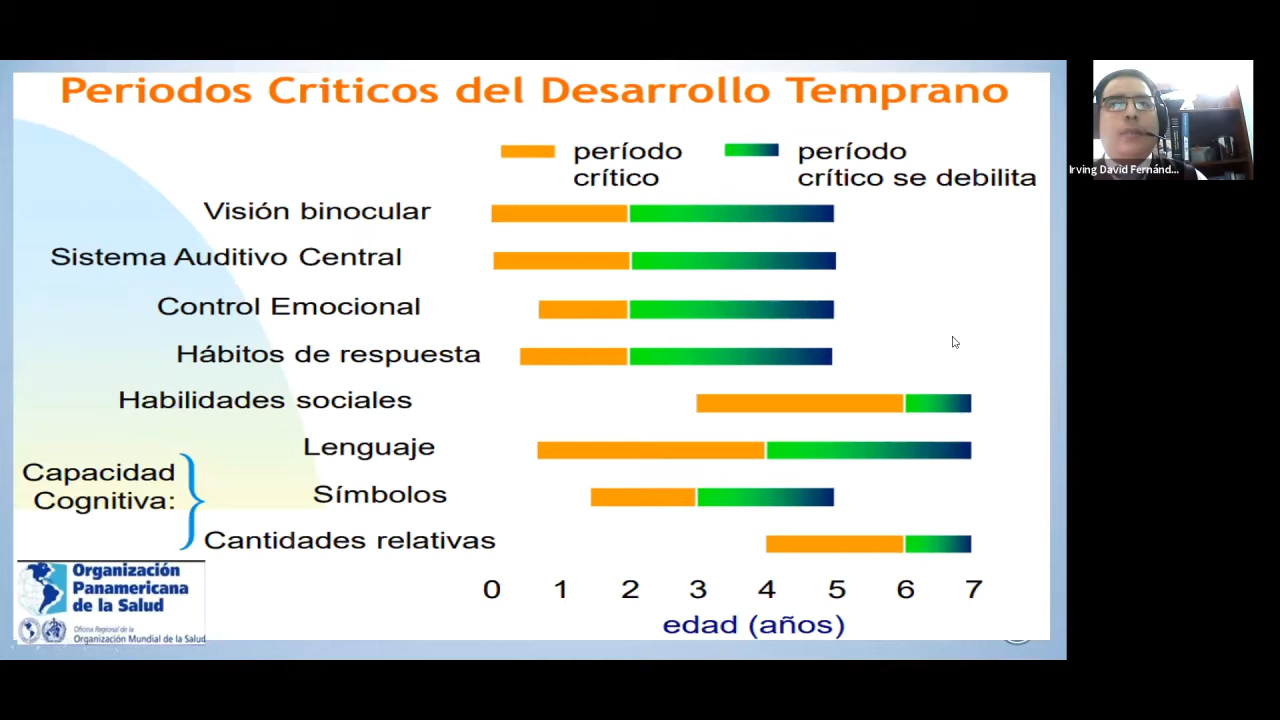 Periodos Criticos del Desarrollo Temprano
período
crítico
período
crítico se debilita
Visión binocular
Sistema Auditivo Central
Control Emocional
Hábitos de respuesta
Habilidades sociales
Lenguaje
Capacidad
Cognitiva:
Símbolos
Cantidades relativas
0 1 2 3 4 5 6 7
edad (años)
Organización
Panamericana
de la Salud
Oficina Regional de la
Organización Mundial de la Salud
Irving David Fernánd...